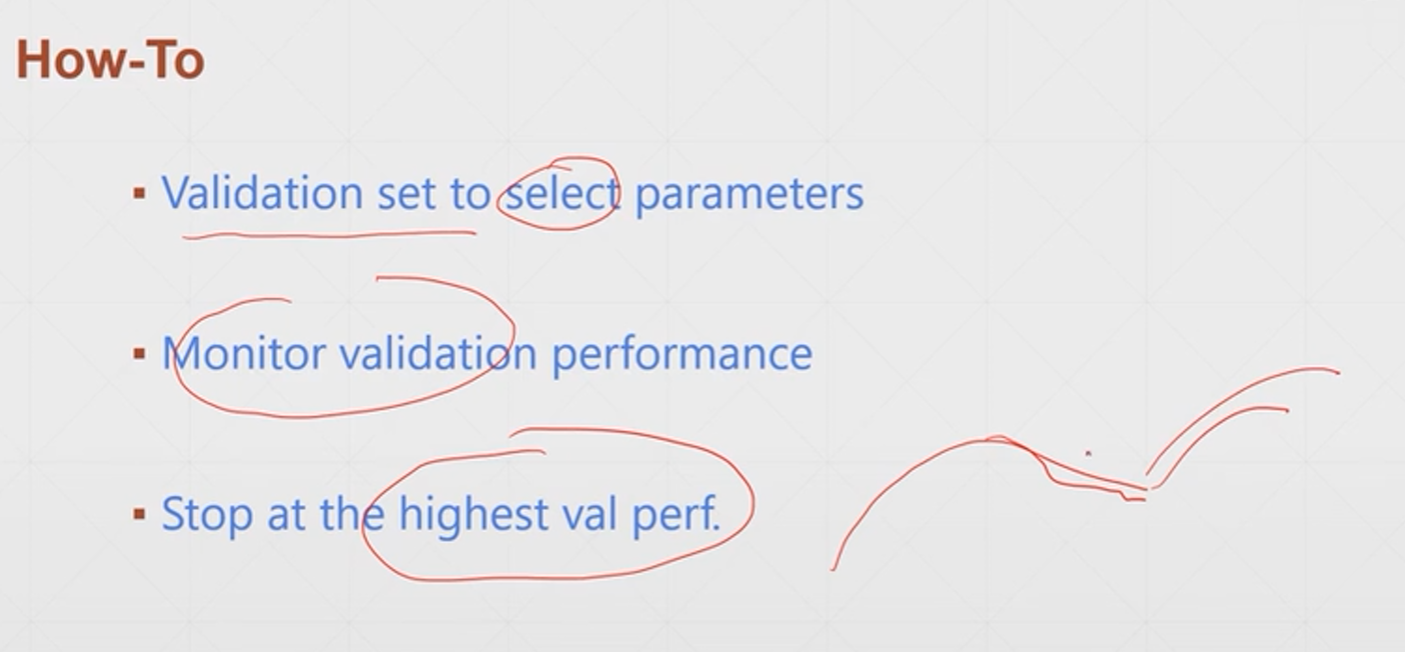 How-To
▪ Validation set to select parameters
▪ Monitor validation performance
▪ Stop at the highest val perf.